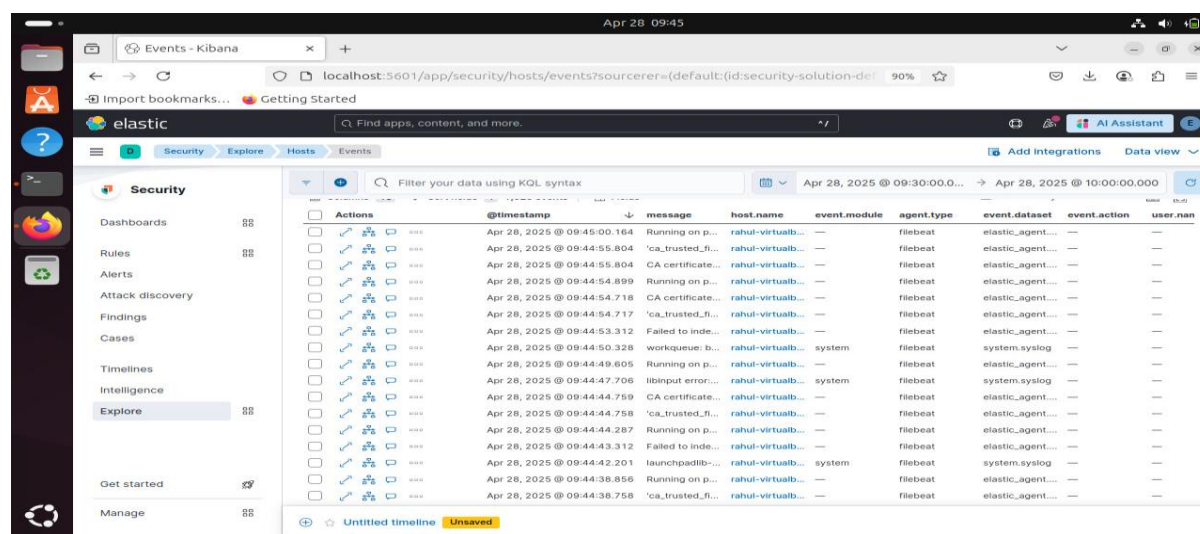 Apr 28 09:45
Events - Kibana
localhost:5601/app/security/hosts/events?sourcerer=(default:(id:security-solution-def 90%
Import bookmarks... Getting Started
elastic Find apps, content, and more. ^/ AI Assistant E
D Security Explore Hosts Events Add integrations Data view
Security
Filter your data using KQL syntax Apr 28, 2025 @ 09:30:00.0... → Apr 28, 2025 @ 10:00:00.000
Dashboards
Rules
Alerts
Attack discovery
Findings
Cases
Timelines
Intelligence
Explore
Get started
Manage
Actions @timestamp message host.name event.module agent.type event.dataset event.action user.nam
Apr 28, 2025 @ 09:45:00.164 Running on p... rahul-virtualb... — filebeat elastic_agent.... — —
Apr 28, 2025 @ 09:44:55.804 'ca_trusted_fi... rahul-virtualb... — filebeat elastic_agent.... — —
Apr 28, 2025 @ 09:44:55.804 CA certificate... rahul-virtualb... — filebeat elastic_agent.... — —
Apr 28, 2025 @ 09:44:54.899 Running on p... rahul-virtualb... — filebeat elastic_agent.... — —
Apr 28, 2025 @ 09:44:54.718 CA certificate... rahul-virtualb... — filebeat elastic_agent.... — —
Apr 28, 2025 @ 09:44:54.717 'ca_trusted_fi... rahul-virtualb... — filebeat elastic_agent.... — —
Apr 28, 2025 @ 09:44:53.312 Failed to inde... rahul-virtualb... — filebeat elastic_agent.... — —
Apr 28, 2025 @ 09:44:50.328 workqueue: b... rahul-virtualb... system filebeat system.syslog — —
Apr 28, 2025 @ 09:44:49.605 Running on p... rahul-virtualb... — filebeat elastic_agent.... — —
Apr 28, 2025 @ 09:44:47.706 libinput error:... rahul-virtualb... system filebeat system.syslog — —
Apr 28, 2025 @ 09:44:44.759 CA certificate... rahul-virtualb... — filebeat elastic_agent.... — —
Apr 28, 2025 @ 09:44:44.758 'ca_trusted_fi... rahul-virtualb... — filebeat elastic_agent.... — —
Apr 28, 2025 @ 09:44:44.287 Running on p... rahul-virtualb... — filebeat elastic_agent.... — —
Apr 28, 2025 @ 09:44:43.312 Failed to inde... rahul-virtualb... — filebeat elastic_agent.... — —
Apr 28, 2025 @ 09:44:42.201 launchpadlib-... rahul-virtualb... system filebeat system.syslog — —
Apr 28, 2025 @ 09:44:38.856 Running on p... rahul-virtualb... — filebeat elastic_agent.... — —
Apr 28, 2025 @ 09:44:38.758 'ca_trusted_fi... rahul-virtualb... — filebeat elastic_agent.... — —
Untitled timeline Unsaved